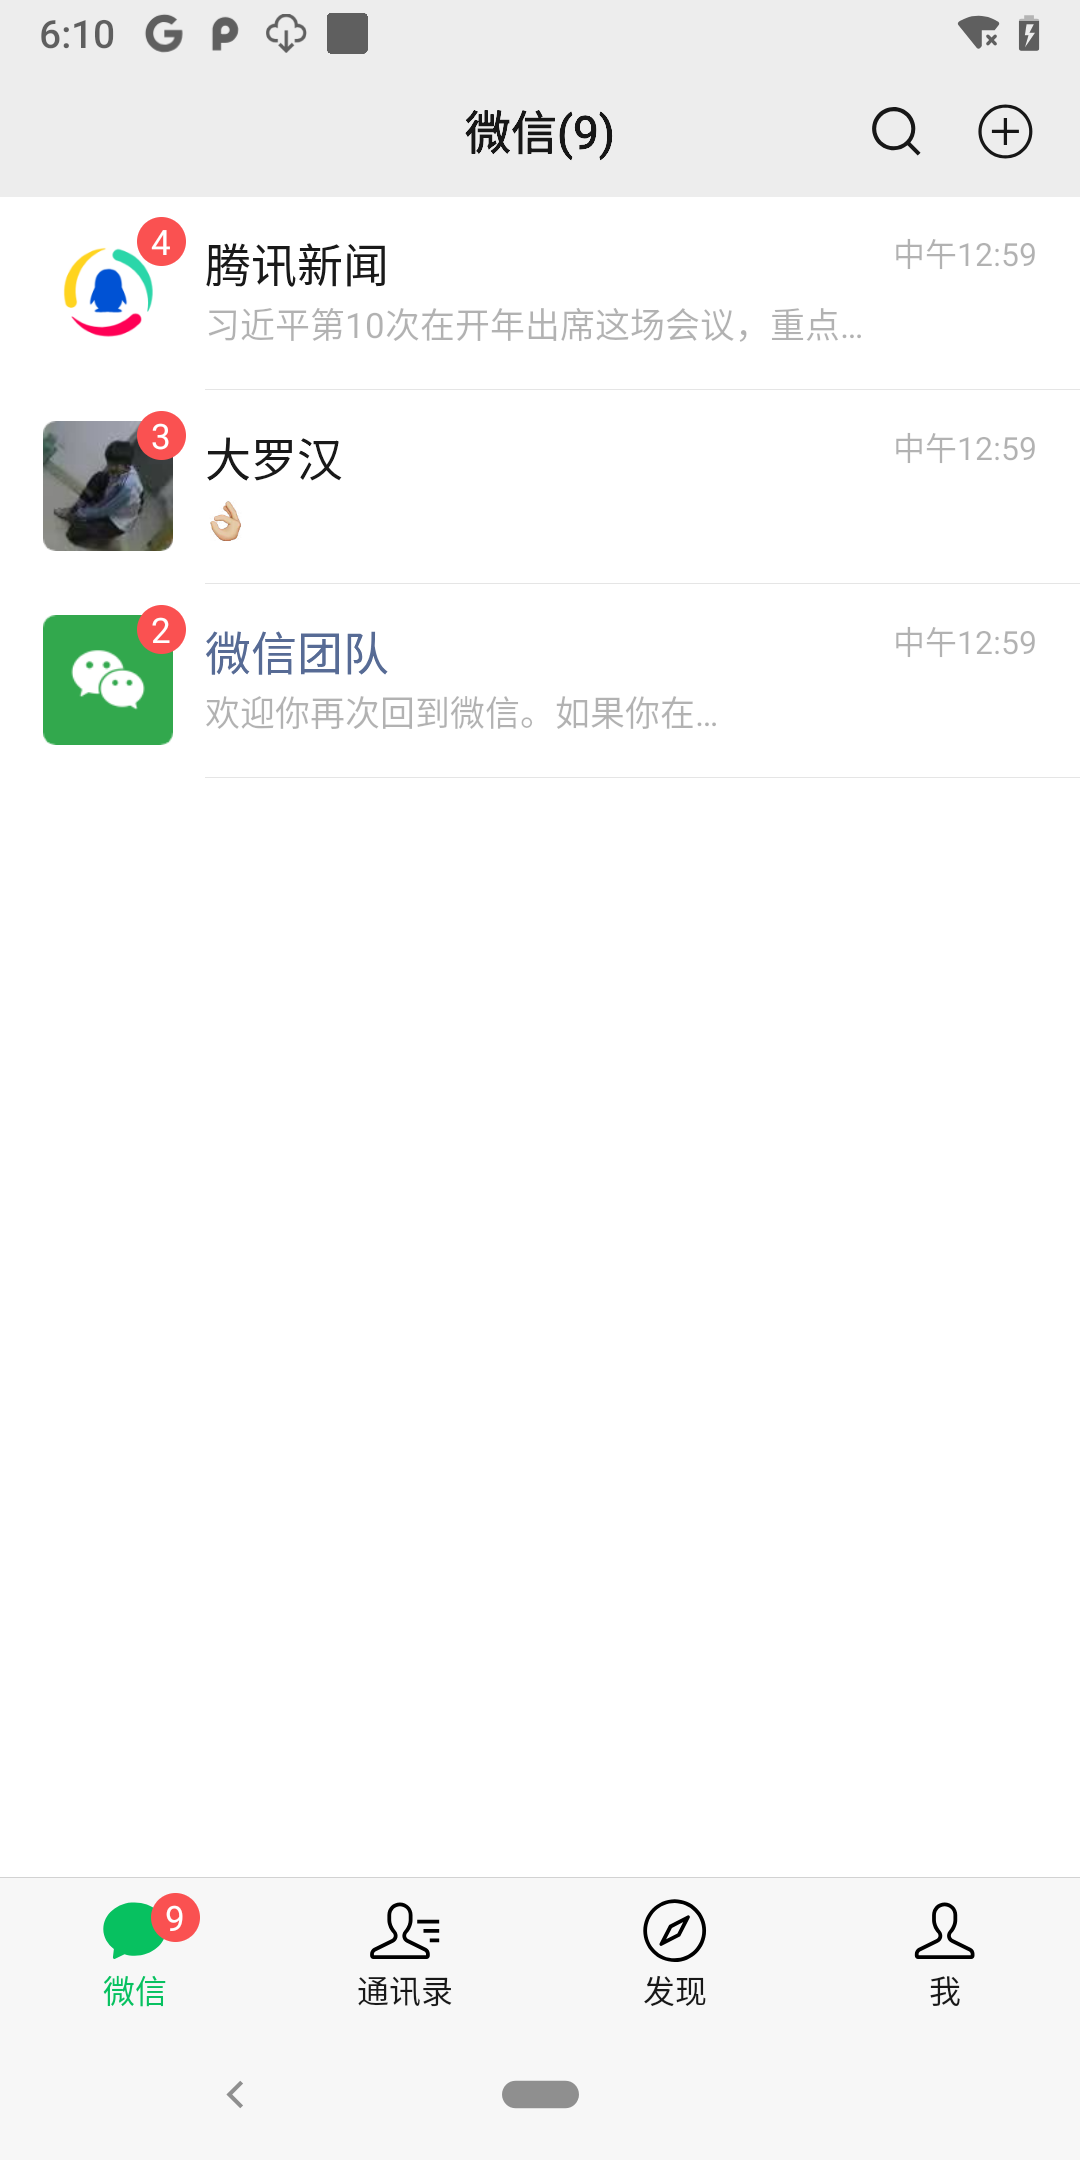 6:10
微信(9)
4
腾讯新闻
中午12:59
习近平第10次在开年出席这场会议，重点...
3
大罗汉
中午12:59
👌🏼
2
微信团队
中午12:59
欢迎你再次回到微信。如果你在...
9
微信
通讯录
发现
我